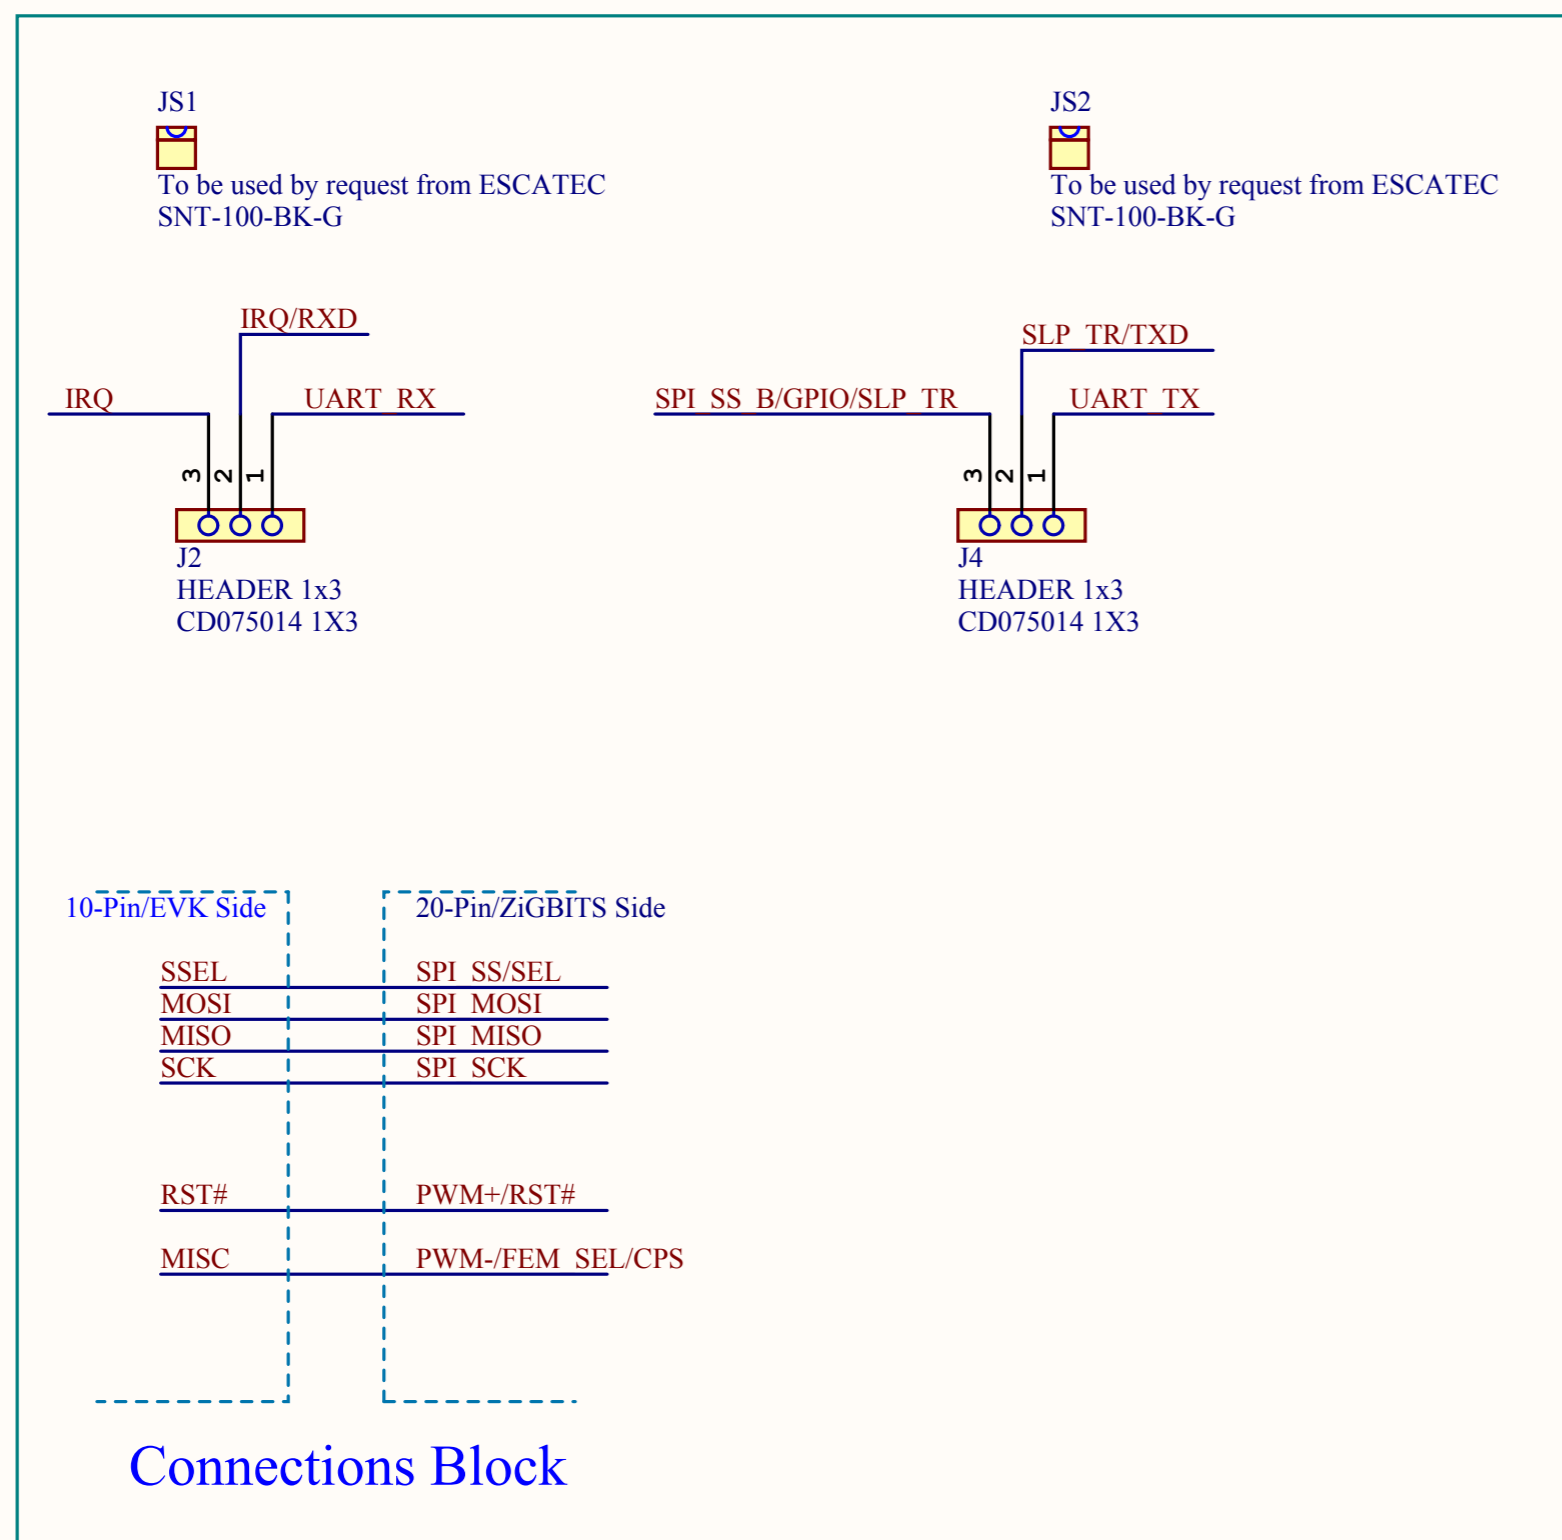 JS1
To be used by request from ESCATEC
SNT-100-BK-G
JS2
To be used by request from ESCATEC
SNT-100-BK-G
IRQ/RXD
IRQ
UART_RX
3
2
1
J2
HEADER 1x3
CD075014 1X3
SLP_TR/TXD
SPI_SS_B/GPIO/SLP_TR
UART_TX
3
2
1
J4
HEADER 1x3
CD075014 1X3
10-Pin/EVK Side
20-Pin/ZiGBITS Side
SSEL
SPI_SS/SEL
MOSI
SPI_MOSI
MISO
SPI_MISO
SCK
SPI_SCK
RST#
PWM+/RST#
MISC
PWM-/FEM_SEL/CPS
Connections Block